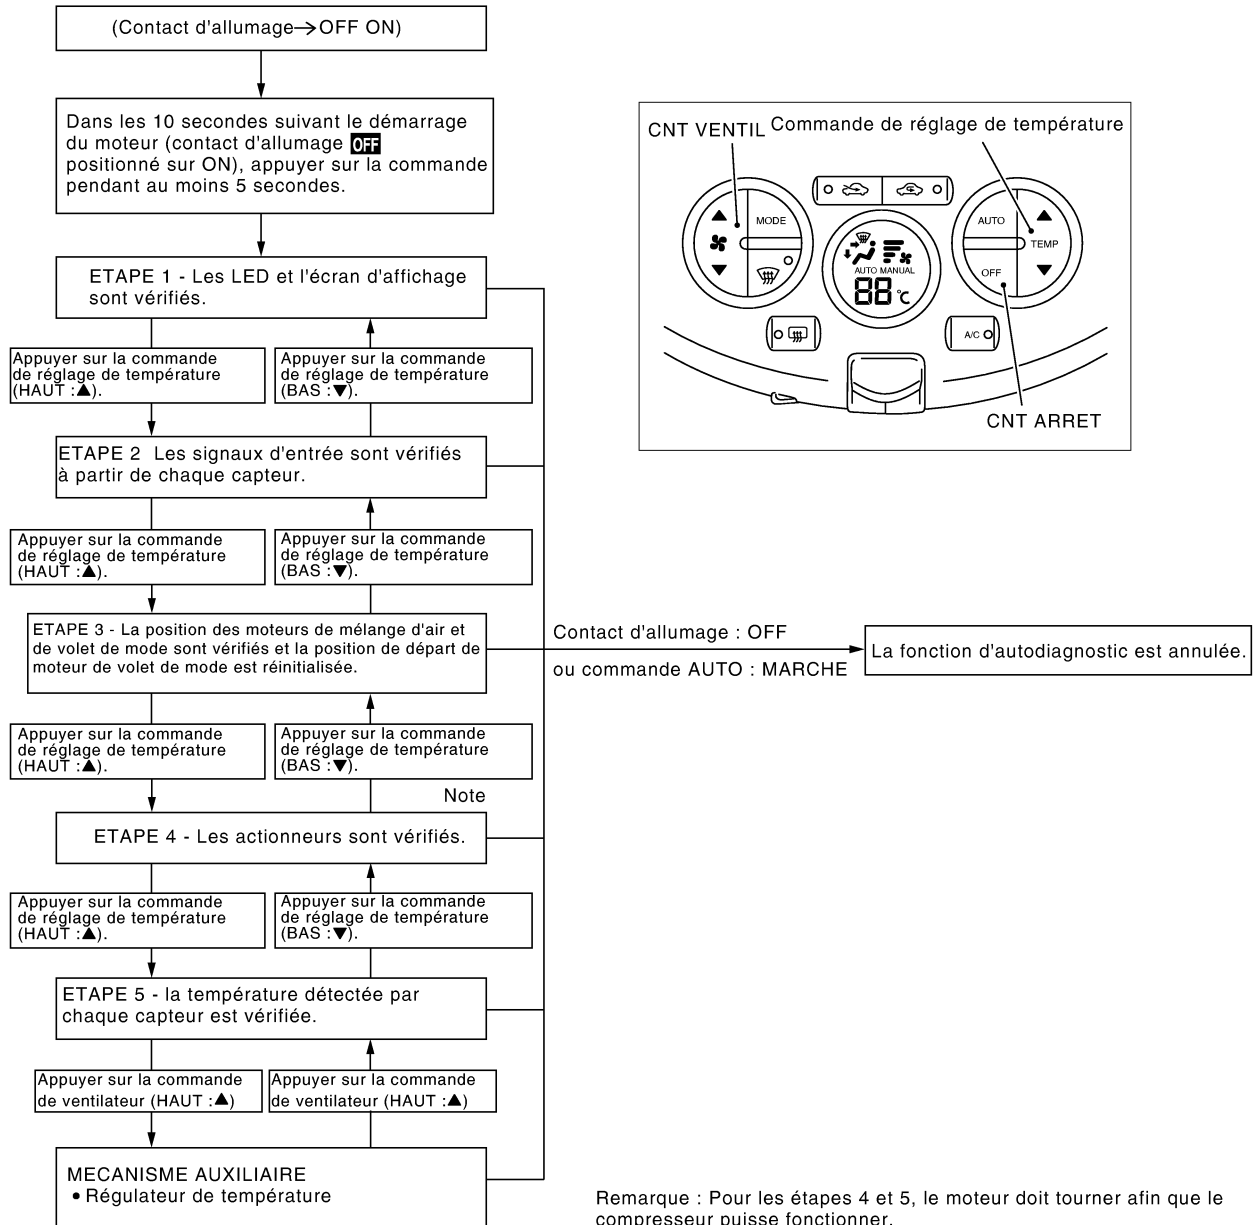 (Contact d'allumage→OFF ON)
Dans les 10 secondes suivant le démarrage
du moteur (contact d'allumage OFF
positionné sur ON), appuyer sur la commande
pendant au moins 5 secondes.
ETAPE 1 - Les LED et l'écran d'affichage
sont vérifiés.
Appuyer sur la commande
de réglage de température
(HAUT :▲).
Appuyer sur la commande
de réglage de température
(BAS :▼).
ETAPE 2 Les signaux d'entrée sont vérifiés
à partir de chaque capteur.
Appuyer sur la commande
de réglage de température
(HAUT :▲).
Appuyer sur la commande
de réglage de température
(BAS :▼).
ETAPE 3 - La position des moteurs de mélange d'air et
de volet de mode sont vérifiés et la position de départ de
moteur de volet de mode est réinitialisée.
Contact d'allumage : OFF
ou commande AUTO : MARCHE
La fonction d'autodiagnostic est annulée.
Appuyer sur la commande
de réglage de température
(HAUT :▲).
Appuyer sur la commande
de réglage de température
(BAS :▼).
Note
ETAPE 4 - Les actionneurs sont vérifiés.
Appuyer sur la commande
de réglage de température
(HAUT :▲).
Appuyer sur la commande
de réglage de température
(BAS :▼).
ETAPE 5 - la température détectée par
chaque capteur est vérifiée.
Appuyer sur la commande
de ventilateur (HAUT :▲)
Appuyer sur la commande
de ventilateur (HAUT :▲)
MECANISME AUXILIAIRE
• Régulateur de température
CNT VENTIL
Commande de réglage de température
MODE
AUTO
TEMP
OFF
AUTO MANUAL
88 °C
A/C
CNT ARRET
Remarque : Pour les étapes 4 et 5, le moteur doit tourner afin que le
compresseur puisse fonctionner.